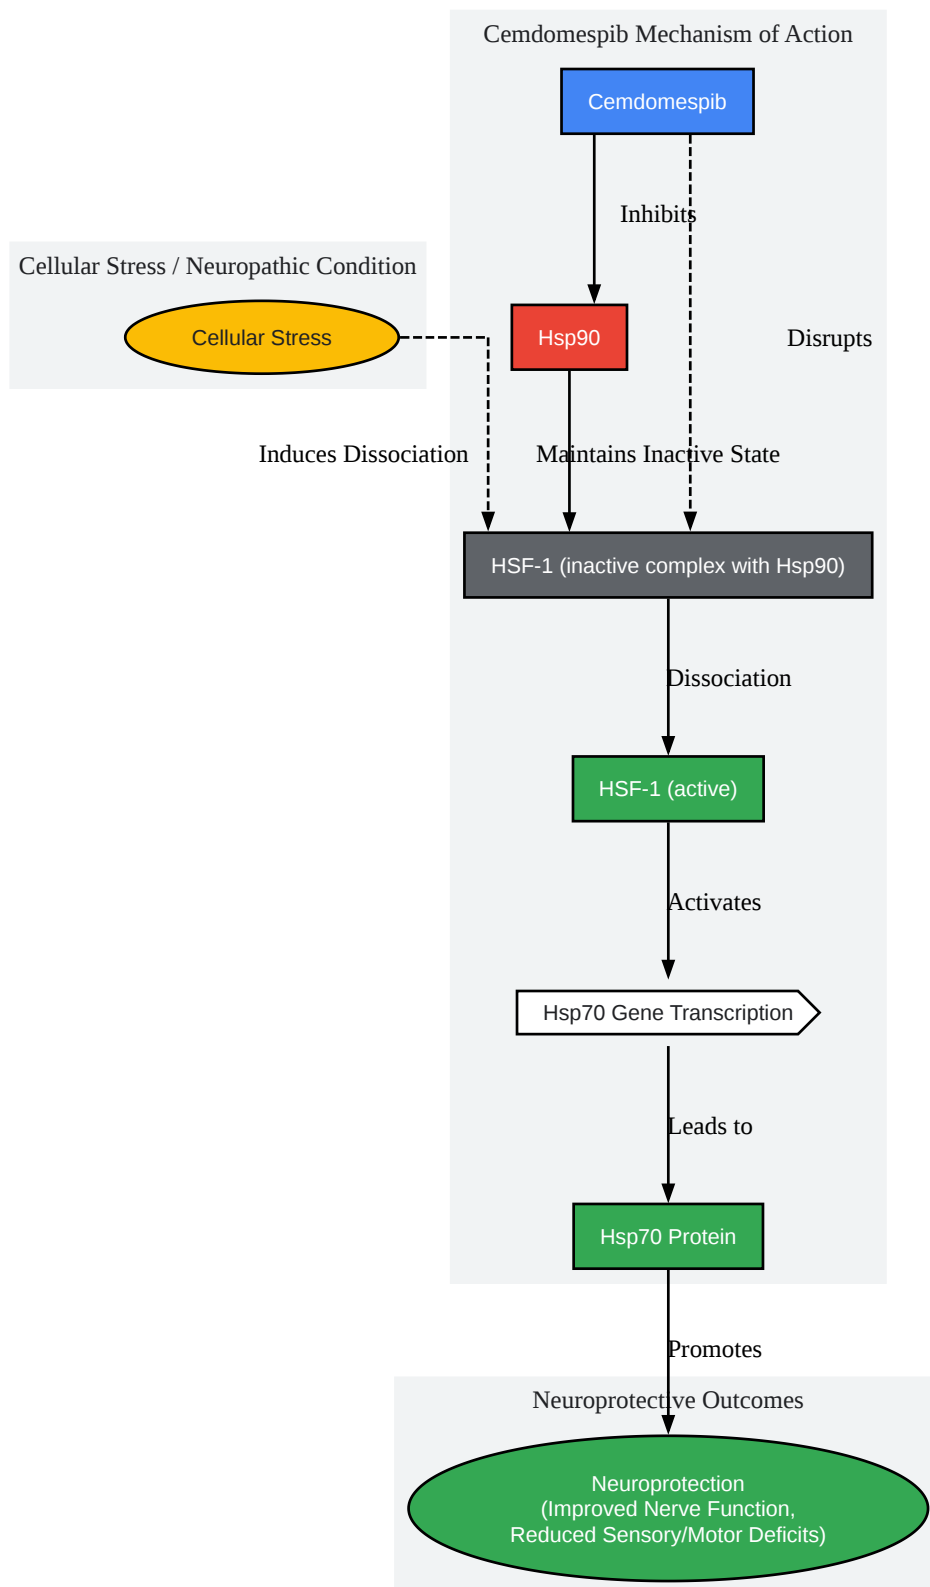 Cemdomespib Mechanism of Action
Cemdomespib
Inhibits
Cellular Stress / Neuropathic Condition
Cellular Stress
Hsp90
Disrupts
Induces Dissociation
Maintains Inactive State
HSF-1 (inactive complex with Hsp90)
Dissociation
HSF-1 (active)
Activates
Hsp70 Gene Transcription
Leads to
Hsp70 Protein
Promotes
Neuroprotective Outcomes
Neuroprotection
(Improved Nerve Function,
Reduced Sensory/Motor Deficits)